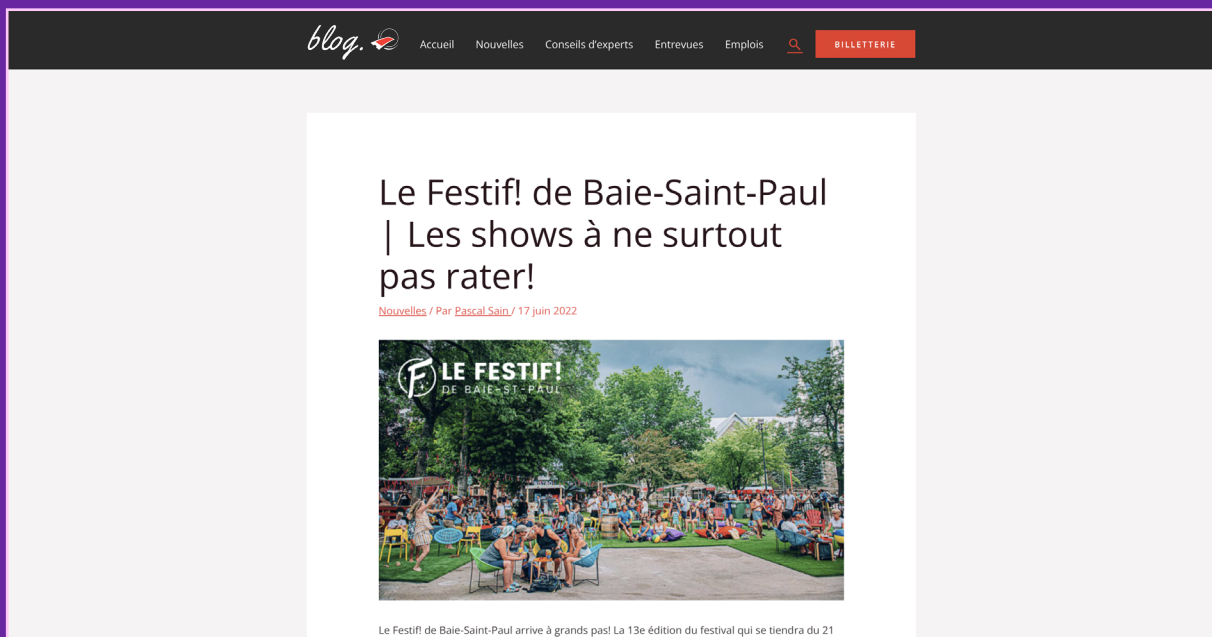 blog.
Accueil Nouvelles Conseils d'experts Entrevues Emplois BILLETTERIE
Le Festif! de Baie-Saint-Paul
| Les shows à ne surtout
pas rater!
Nouvelles / Par Pascal Sain / 17 juin 2022
LE FESTIF!
DE BAIE-ST-PAUL
Le Festif! de Baie-Saint-Paul arrive à grands pas! La 13e édition du festival qui se tiendra du 21